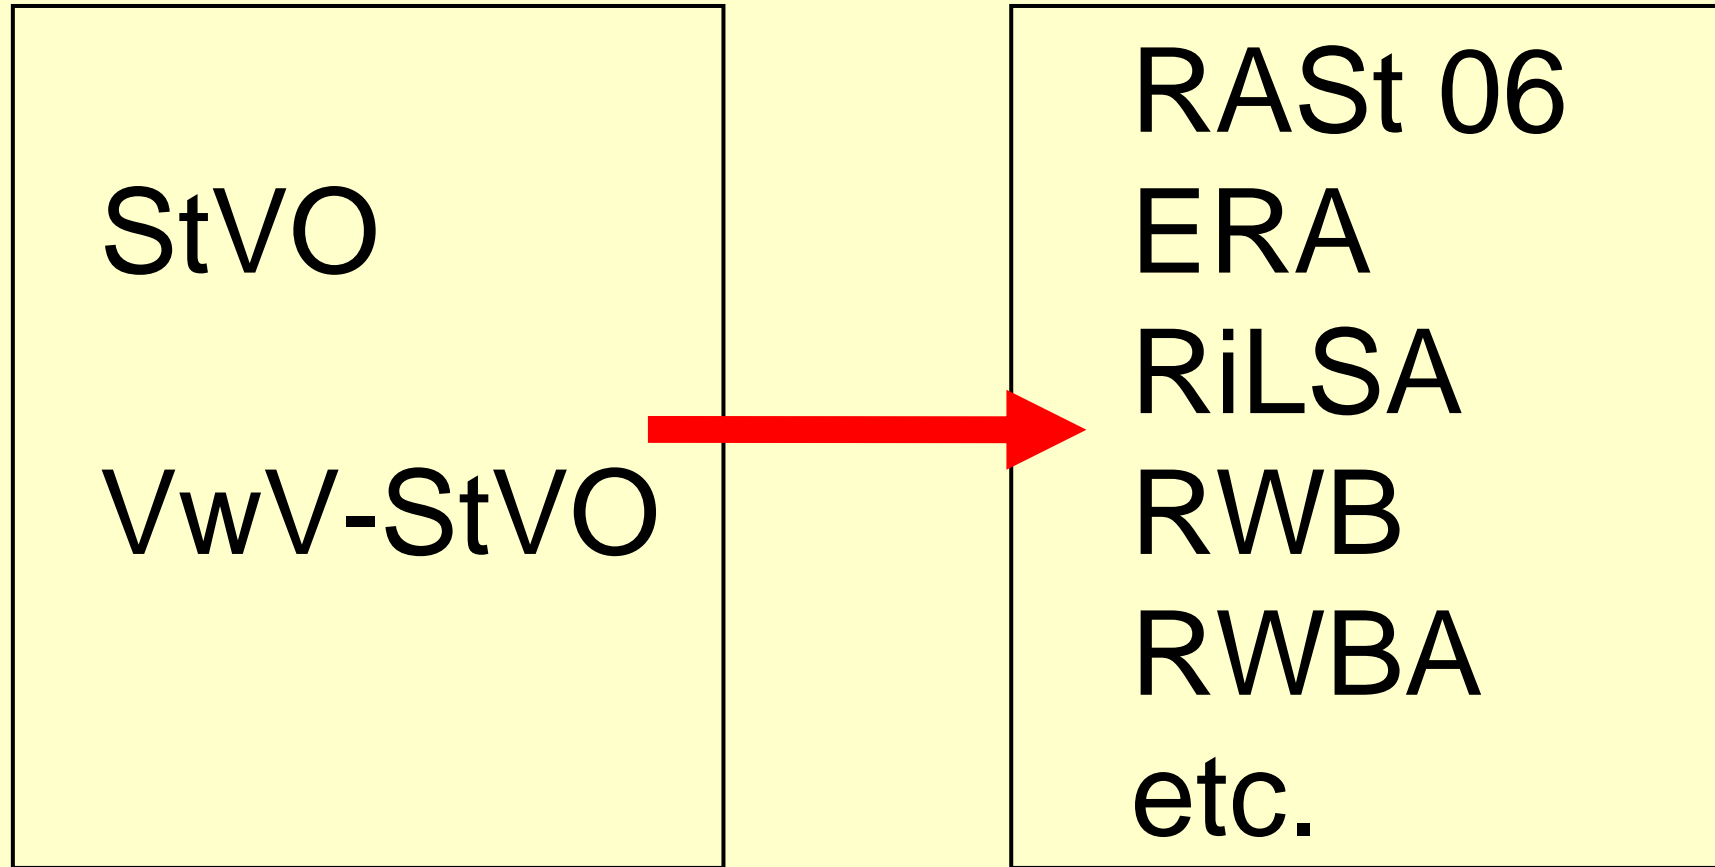 StVO
VwV-StVO
RASt 06
ERA
RiLSA
RWB
RWBA
etc.